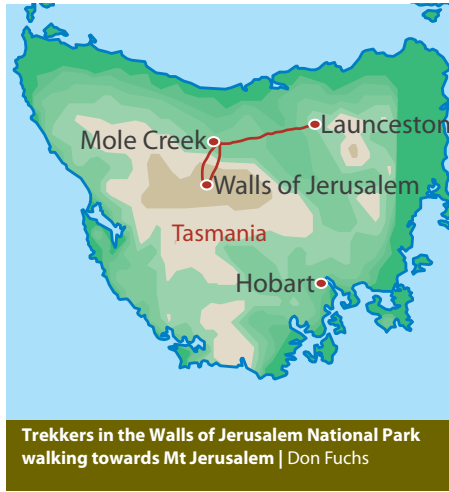 Launceston
Mole Creek
Walls of Jerusalem
Tasmania
Hobart
Trekkers in the Walls of Jerusalem National Park
walking towards Mt Jerusalem | Don Fuchs